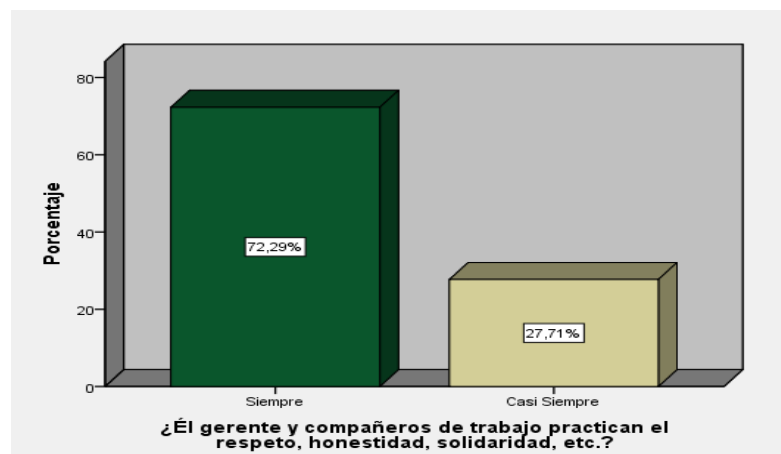 80
60
40
20
0
Porcentaje
72,29%
27,71%
Siempre
Casi Siempre
¿Él gerente y compañeros de trabajo practican el
respeto, honestidad, solidaridad, etc.?